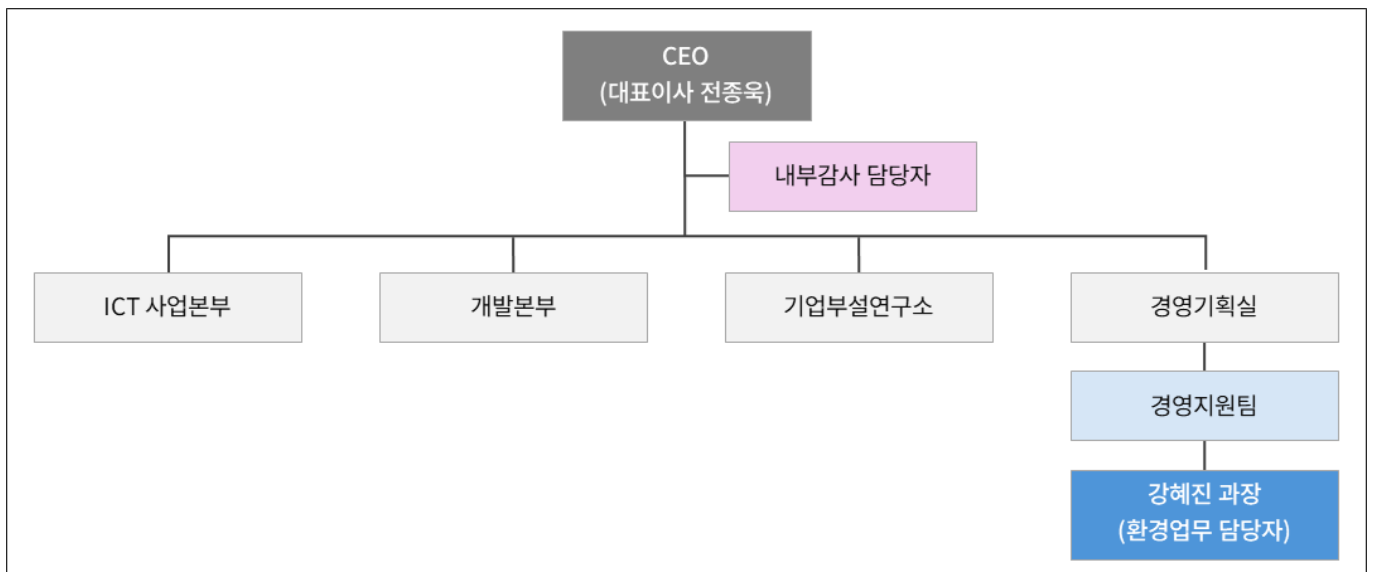 CEO
(대표이사 전종욱)
내부감사 담당자
ICT 사업본부
개발본부
기업부설연구소
경영기획실
경영지원팀
강혜진 과장
(환경업무 담당자)